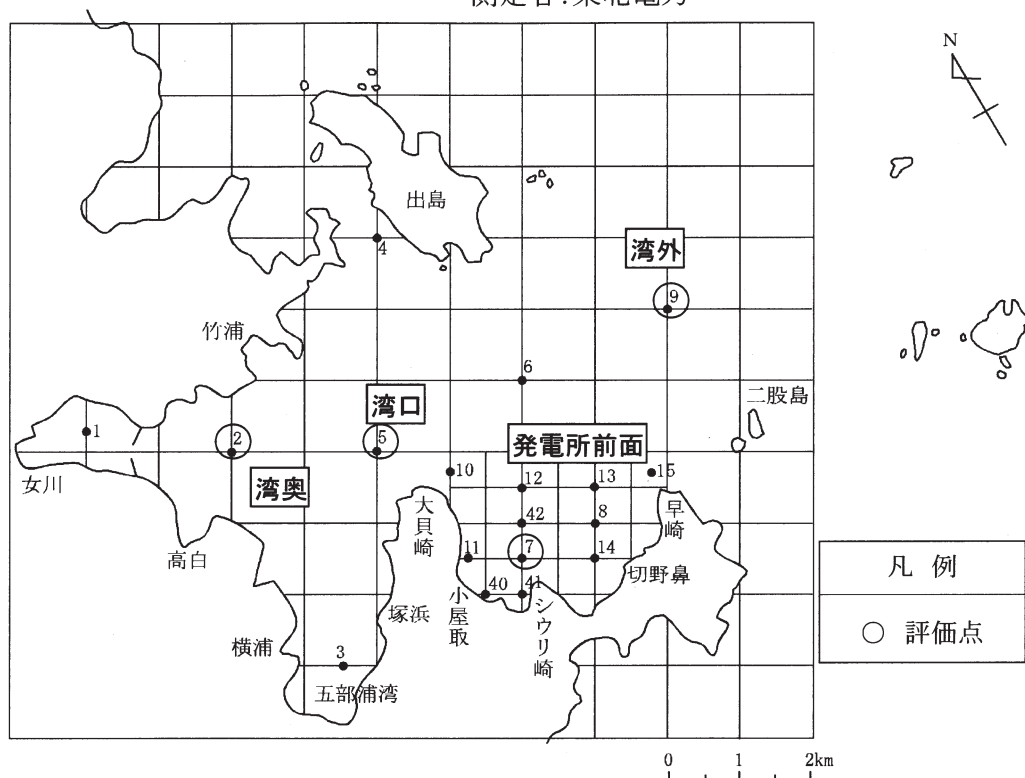 測定者:東北電力
N
出島
4
湾外
9
竹浦
6
二股島
湾口
5
発電所前面
1
2
10
12
13
15
女川
湾奥
大貝崎
42
8
早崎
高白
11
7
14
切野鼻
凡 例
小屋取
40
41
シウリ崎
塚浜
○ 評価点
横浦
3
五部浦湾
0 1 2km